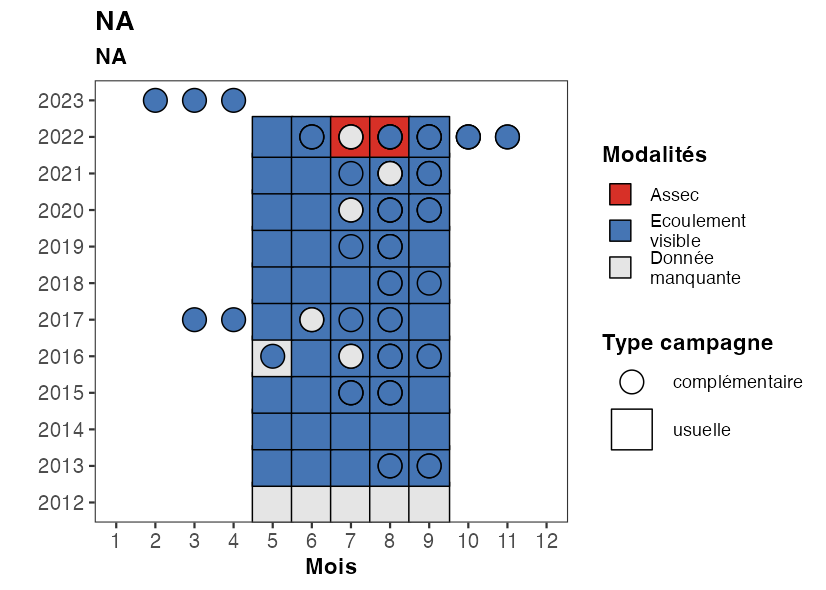 NA
NA
2023
2022
2021
2020
2019
2018
2017
2016
2015
2014
2013
2012
1 2 3 4 5 6 7 8 9 10 11 12
Mois
Modalités
Assec
Ecoulement
visible
Donnée
manquante
Type campagne
complémentaire
usuelle